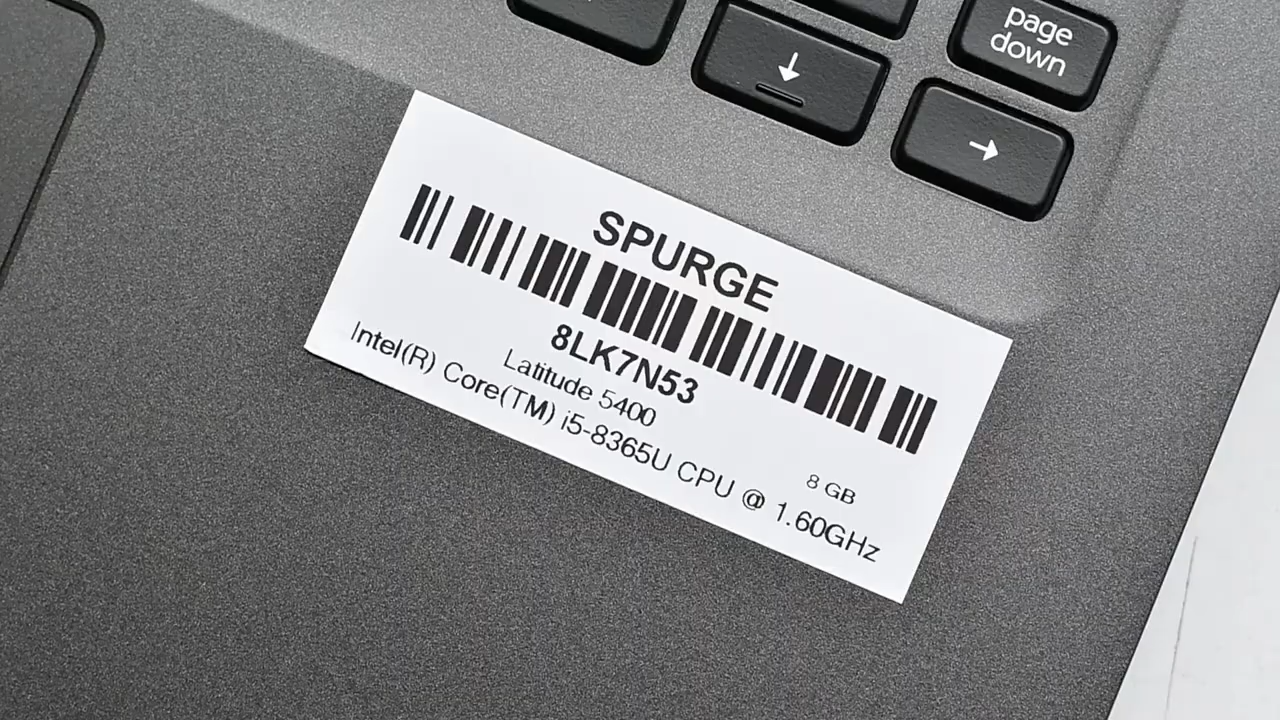 page
down
↓
→
SPURGE
8LK7N53
Latitude 5400
8 GB
Intel(R) Core(TM) i5-8365U CPU @ 1.60GHz